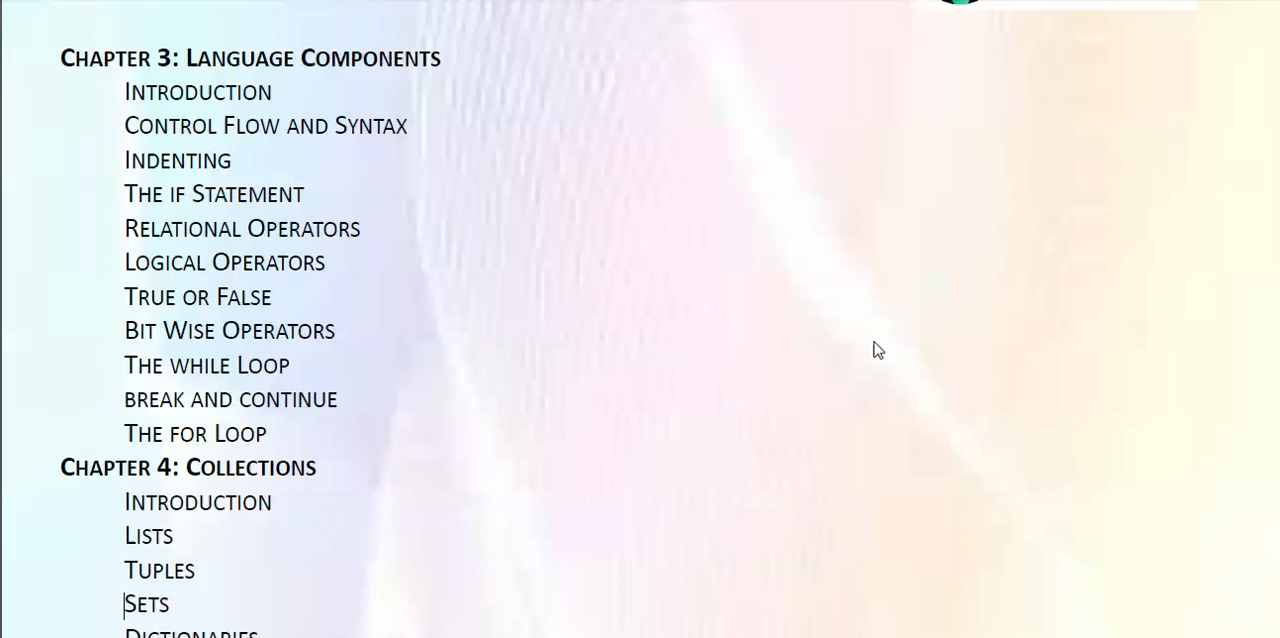 CHAPTER 3: LANGUAGE COMPONENTS
INTRODUCTION
CONTROL FLOW AND SYNTAX
INDENTING
THE IF STATEMENT
RELATIONAL OPERATORS
LOGICAL OPERATORS
TRUE OR FALSE
BIT WISE OPERATORS
THE WHILE LOOP
BREAK AND CONTINUE
THE FOR LOOP
CHAPTER 4: COLLECTIONS
INTRODUCTION
LISTS
TUPLES
SETS
DICTIONARIES